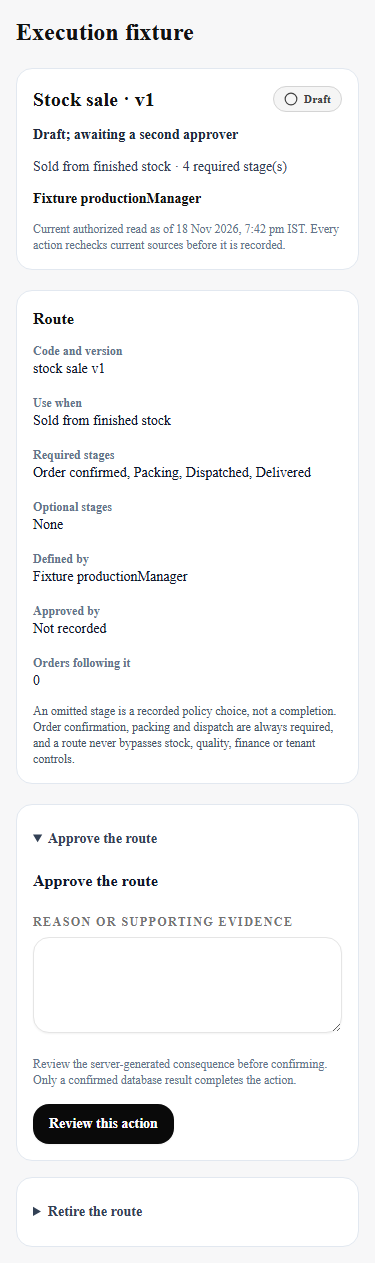 Execution fixture
Stock sale · v1
Draft
Draft; awaiting a second approver
Sold from finished stock · 4 required stage(s)
Fixture productionManager
Current authorized read as of 18 Nov 2026, 7:42 pm IST. Every
action rechecks current sources before it is recorded.
Route
Code and version
stock sale v1
Use when
Sold from finished stock
Required stages
Order confirmed, Packing, Dispatched, Delivered
Optional stages
None
Defined by
Fixture productionManager
Approved by
Not recorded
Orders following it
0
An omitted stage is a recorded policy choice, not a completion.
Order confirmation, packing and dispatch are always required,
and a route never bypasses stock, quality, finance or tenant
controls.
Approve the route
Approve the route
REASON OR SUPPORTING EVIDENCE
Review the server-generated consequence before confirming.
Only a confirmed database result completes the action.
Review this action
Retire the route